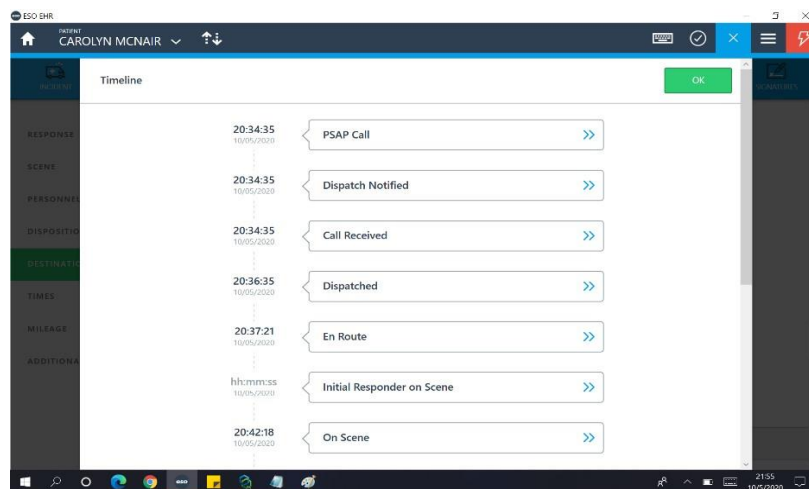 ESO EHR
PATIENT
CAROLYN MCNAIR
INCIDENT
Timeline
OK
SIGNATURES
20:34:35
10/05/2020
PSAP Call
RESPONSE
SCENE
20:34:35
10/05/2020
Dispatch Notified
PERSONNEL
20:34:35
10/05/2020
Call Received
DISPOSITIO
DESTINATIO
20:36:35
10/05/2020
Dispatched
TIMES
20:37:21
10/05/2020
En Route
MILEAGE
ADDITIONA
hh:mm:ss
10/05/2020
Initial Responder on Scene
20:42:18
10/05/2020
On Scene
eso
21:55
10/5/2020